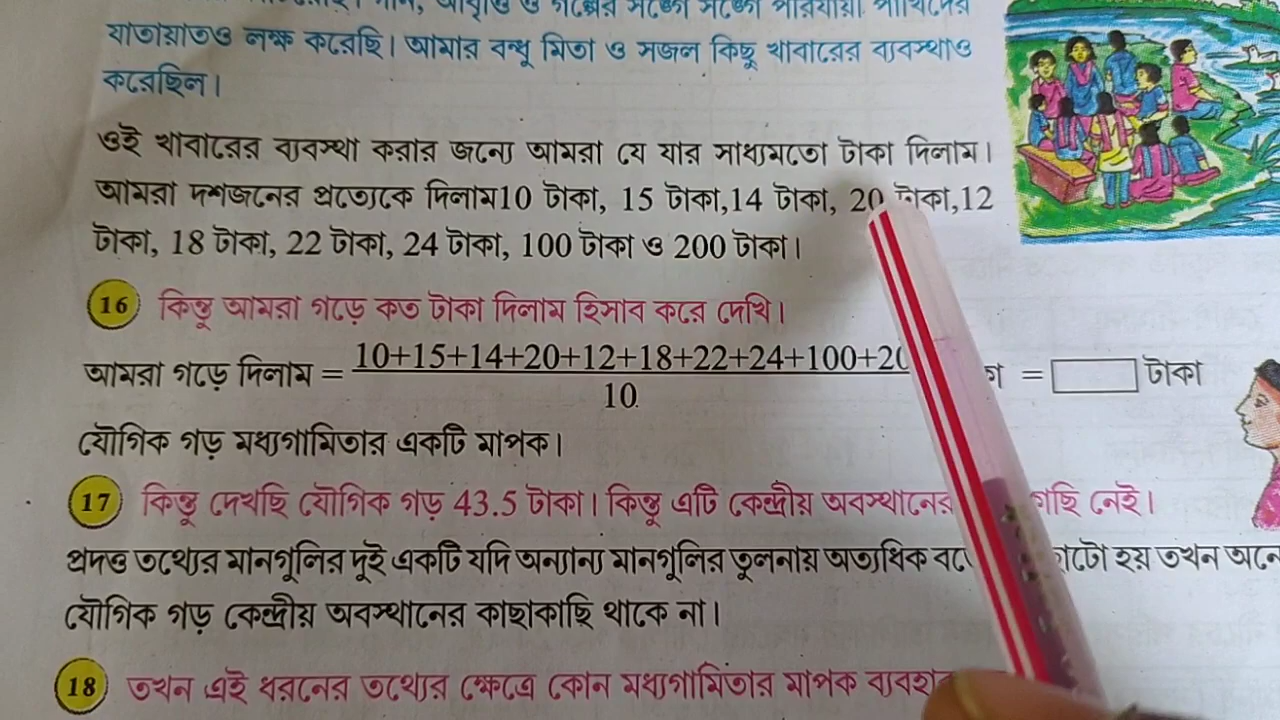 যাতায়াতও লক্ষ করেছি। আমার বন্ধু মিতা ও সজল কিছু খাবারের ব্যবস্থাও
করেছিল।
ওই খাবারের ব্যবস্থা করার জন্যে আমরা যে যার সাধ্যমতো টাকা দিলাম।
আমরা দশজনের প্রত্যেকে দিলাম10 টাকা, 15 টাকা,14 টাকা, 20 টাকা,12
টাকা, 18 টাকা, 22 টাকা, 24 টাকা, 100 টাকা ও 200 টাকা।
16 কিন্তু আমরা গড়ে কত টাকা দিলাম হিসাব করে দেখি।
10+15+14+20+12+18+22+24+100+
আমরা গড়ে দিলাম = = টাকা
10
যৌগিক গড় মধ্যগামিতার একটি মাপক।
17 কিন্তু দেখছি যৌগিক গড় 43.5 টাকা। কিন্তু এটি কেন্দ্রীয় অবস্থানের নেই।
প্রদত্ত তথ্যের মানগুলির দুই একটি যদি অন্যান্য মানগুলির তুলনায় অত্যধিক হয় তখন
যৌগিক গড় কেন্দ্রীয় অবস্থানের কাছাকাছি থাকে না।
18 তখন এই ধরনের তথ্যের ক্ষেত্রে কোন মধ্যগামিতার মাপক